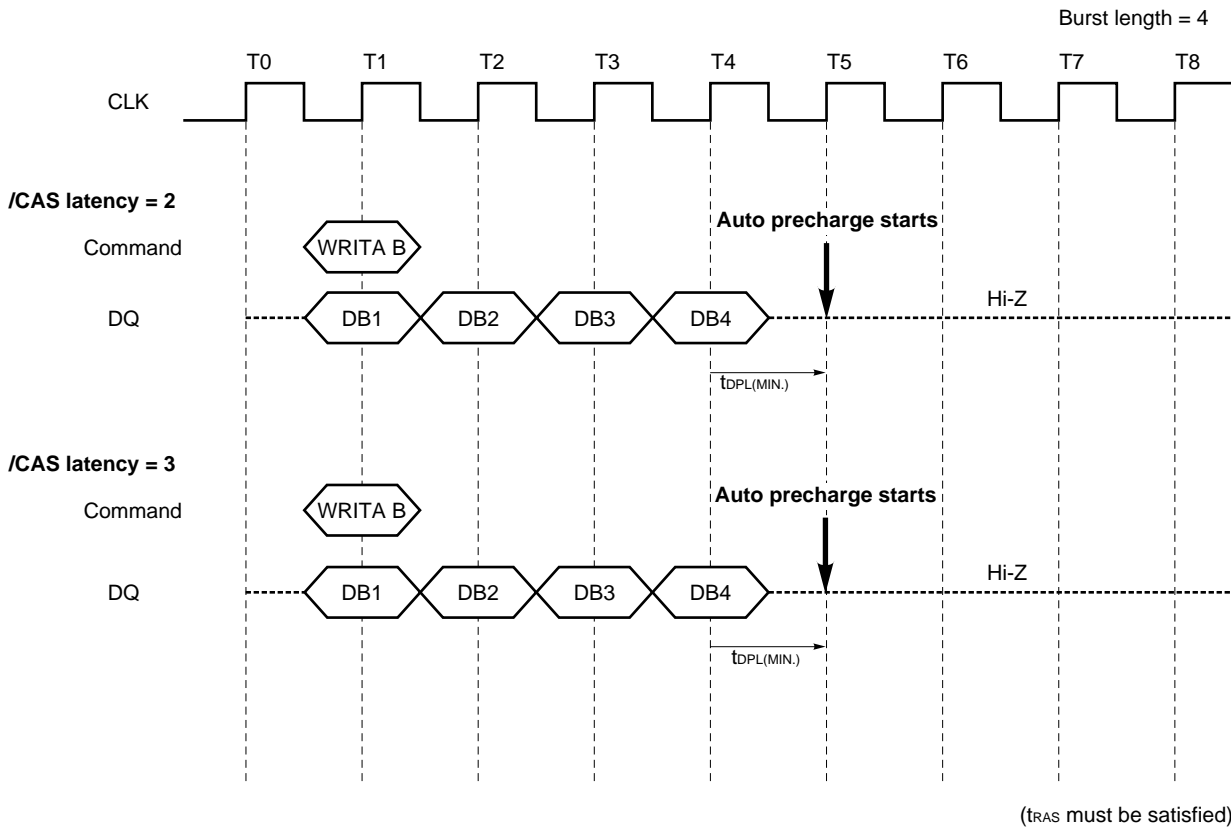 Burst length = 4
T0 T1 T2 T3 T4 T5 T6 T7 T8
CLK
/CAS latency = 2
Auto precharge starts
Command WRITA B
Hi-Z
DQ DB1 DB2 DB3 DB4
tDPL(MIN.)
/CAS latency = 3
Auto precharge starts
Command WRITA B
Hi-Z
DQ DB1 DB2 DB3 DB4
tDPL(MIN.)
(tRAS must be satisfied)